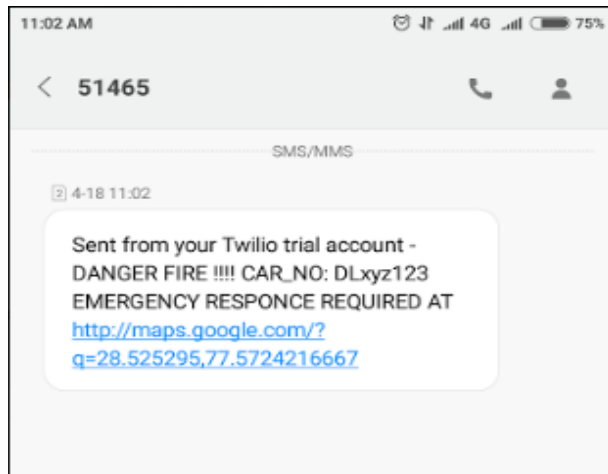 11:02 AM 4G 75%
51465
SMS/MMS
2 4-18 11:02
Sent from your Twilio trial account -
DANGER FIRE !!!! CAR_NO: DLxyz123
EMERGENCY RESPONCE REQUIRED AT
http://maps.google.com/?
q=28.525295,77.5724216667